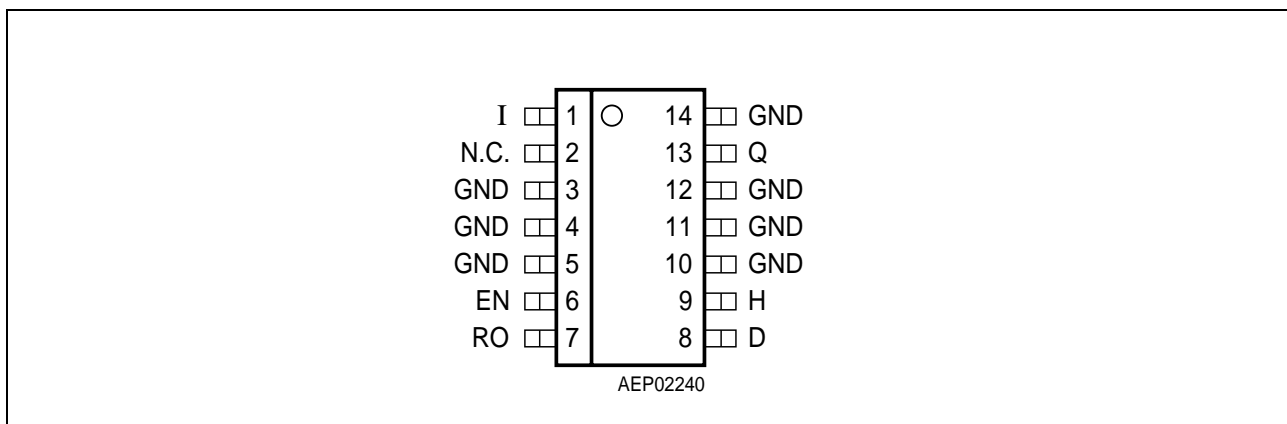 I 1 14 GND
N.C. 2 13 Q
GND 3 12 GND
GND 4 11 GND
GND 5 10 GND
EN 6 9 H
RO 7 8 D
AEP02240